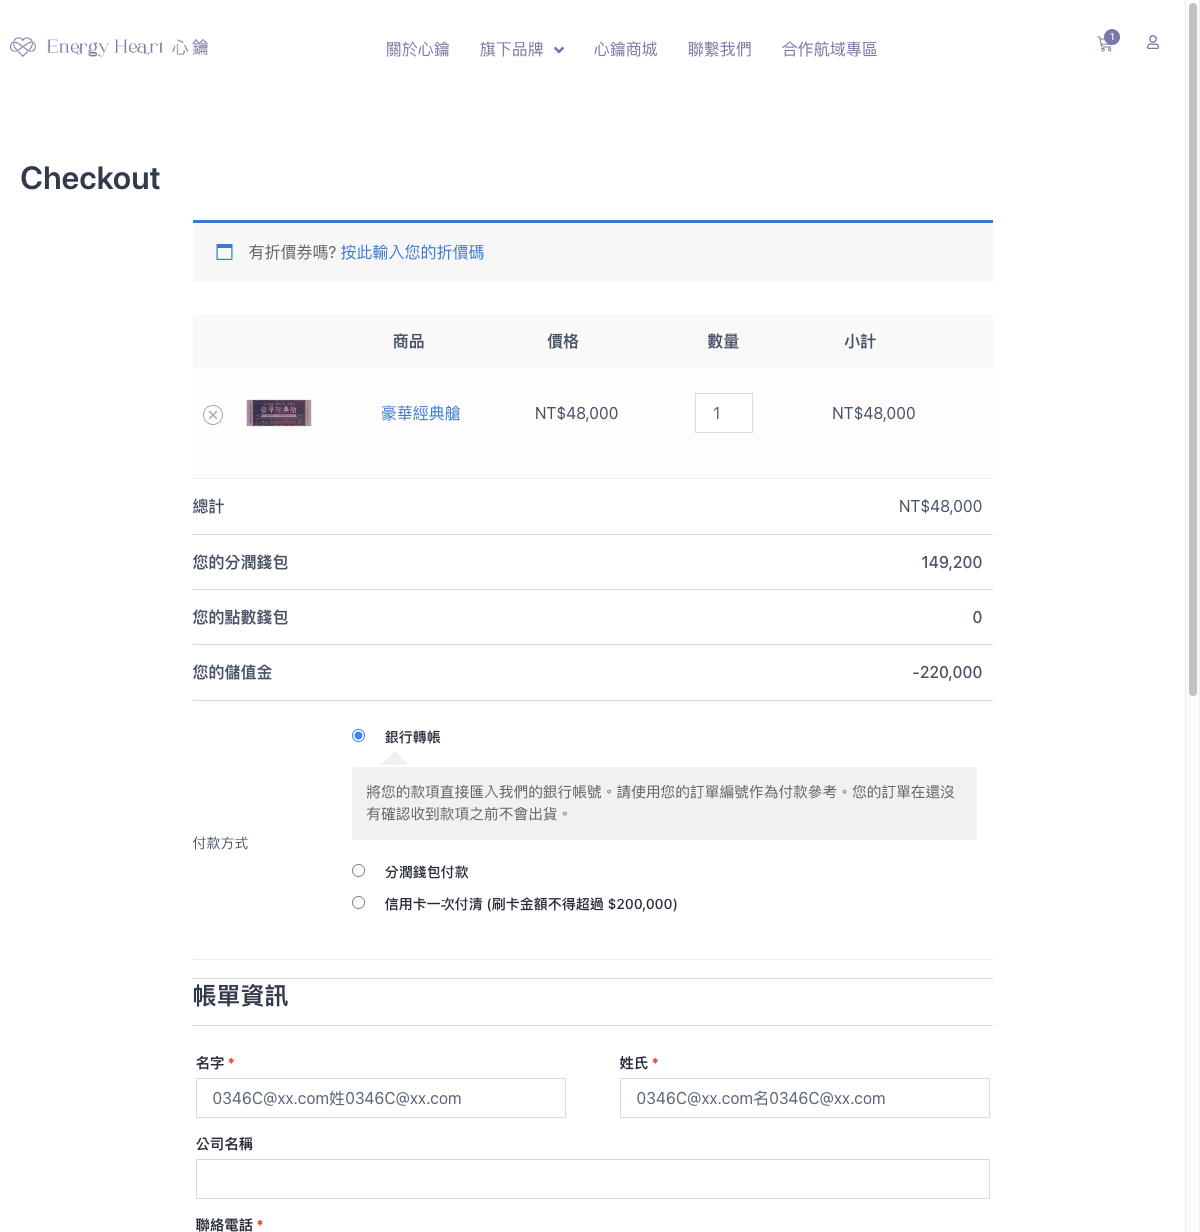 Energy Heart 心鑰
關於心鑰 旗下品牌 心鑰商城 聯繫我們 合作航域專區
1
Checkout
有折價券嗎? 按此輸入您的折價碼
商品 價格 數量 小計
豪華經典艙
豪華經典艙 NT$48,000 1 NT$48,000
總計 NT$48,000
您的分潤錢包 149,200
您的點數錢包 0
您的儲值金 -220,000
銀行轉帳
將您的款項直接匯入我們的銀行帳號。請使用您的訂單編號作為付款參考。您的訂單在還沒
有確認收到款項之前不會出貨。
付款方式
分潤錢包付款
信用卡一次付清 (刷卡金額不得超過 $200,000)
帳單資訊
名字 * 姓氏 *
0346C@xx.com姓0346C@xx.com 0346C@xx.com名0346C@xx.com
公司名稱
聯絡電話 *